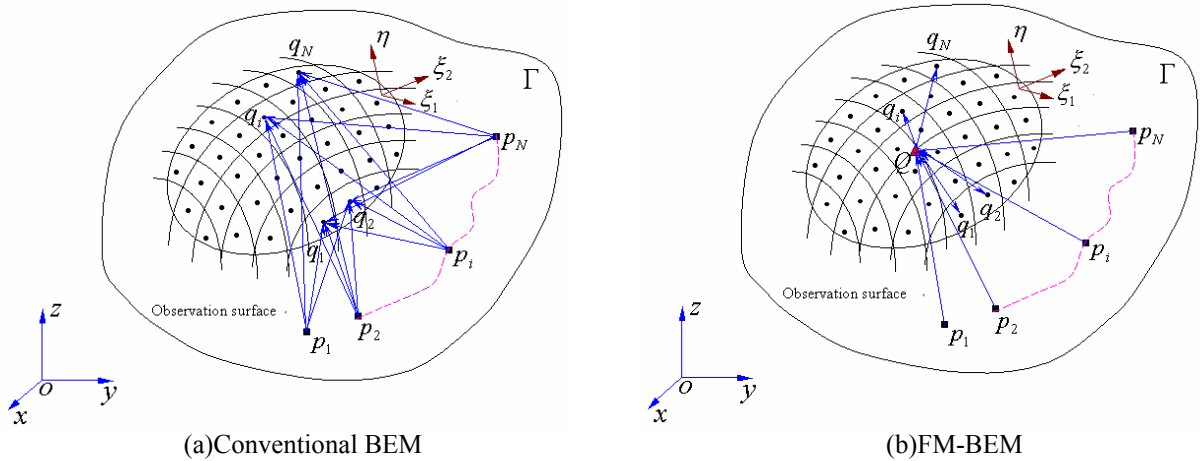 q_N
η
ξ_2
ξ_1
Γ
q_i
p_N
q_2
q_1
p_i
Observation surface
p_1
p_2
z
o
y
x
(a)Conventional BEM
q_N
η
ξ_2
ξ_1
Γ
q_i
p_N
Q
q_2
q_1
p_i
Observation surface
p_2
p_1
z
o
y
x
(b)FM-BEM